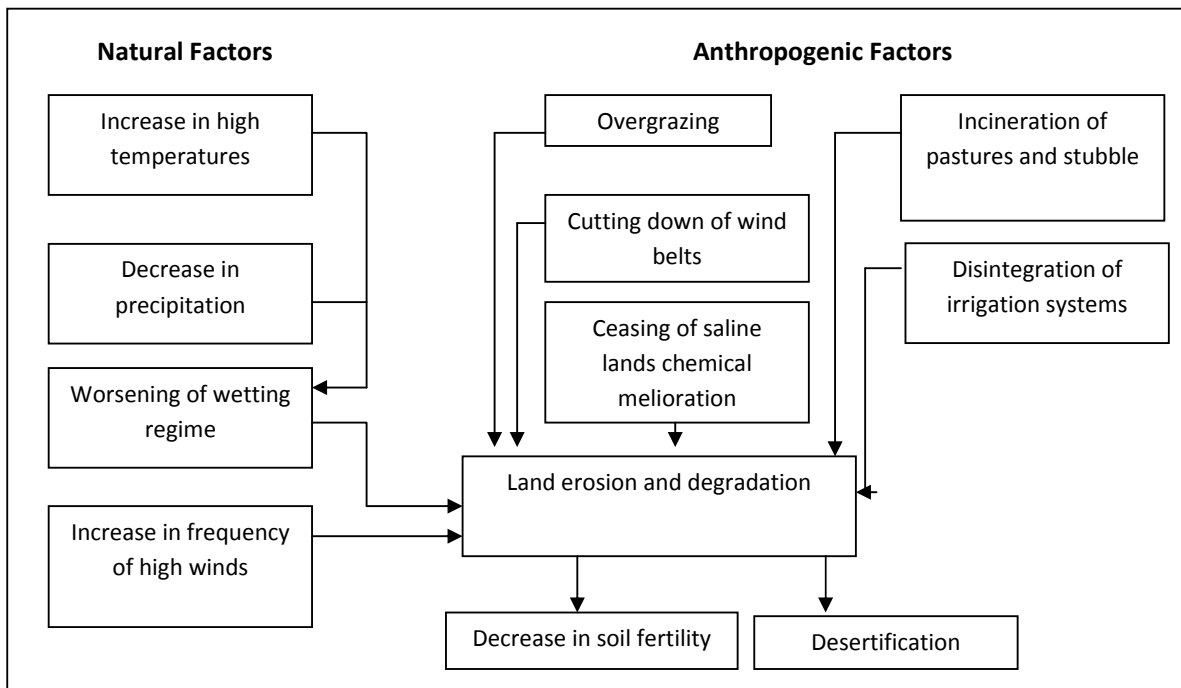 Natural Factors
Anthropogenic Factors
Increase in high
temperatures
Overgrazing
Incineration of
pastures and stubble
Cutting down of wind
belts
Decrease in
precipitation
Disintegration of
irrigation systems
Ceasing of saline
lands chemical
melioration
Worsening of wetting
regime
Land erosion and degradation
Increase in frequency
of high winds
Decrease in soil fertility
Desertification